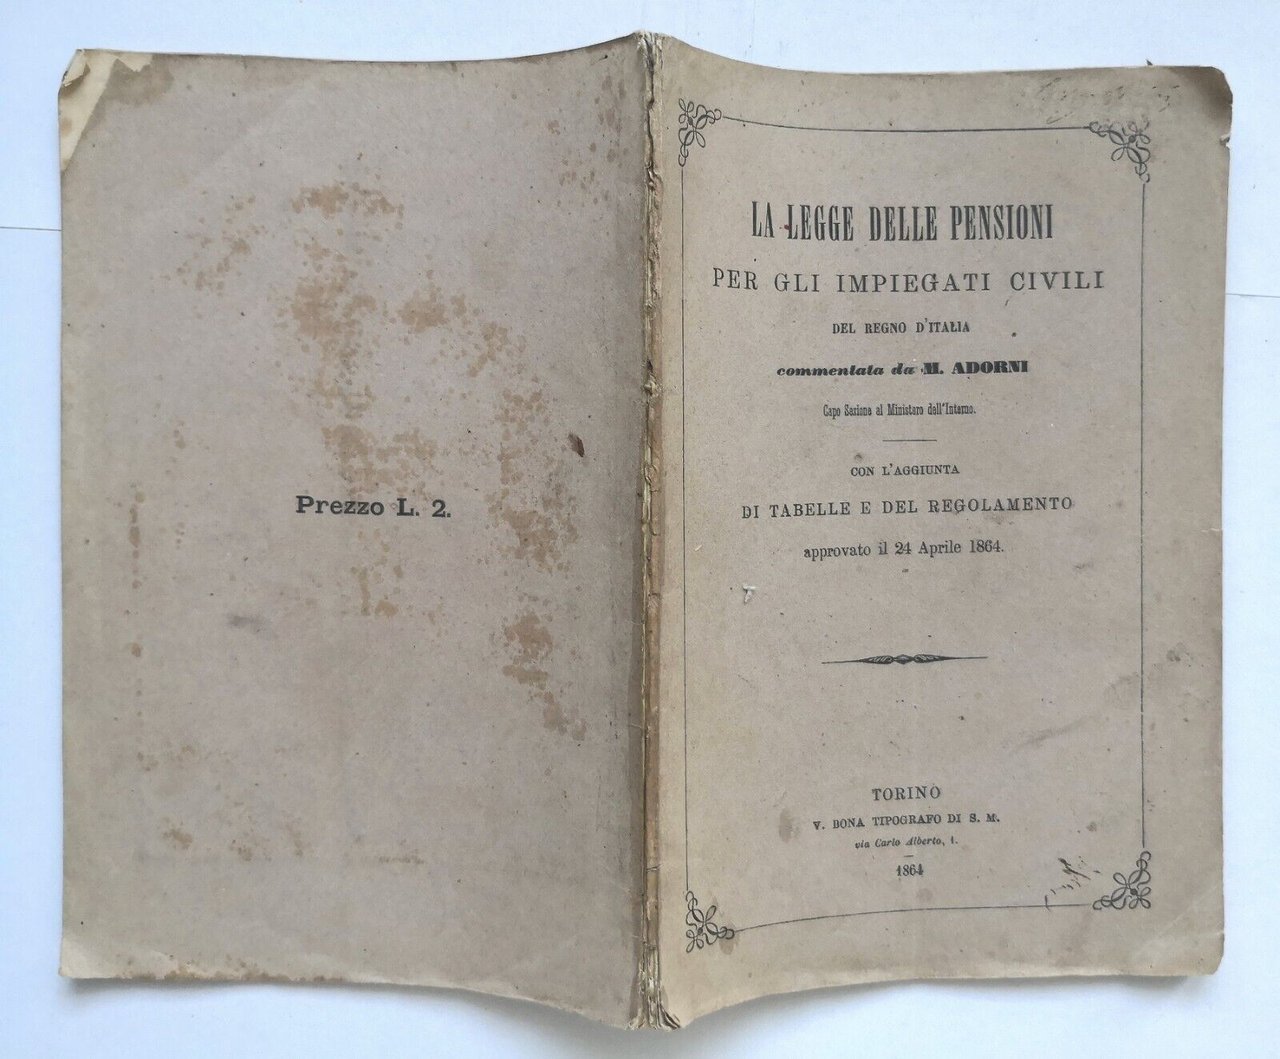 Prezzo L. 2.
LA LEGGE DELLE PENSIONI
PER GLI IMPIEGATI CIVILI
DEL REGNO D'ITALIA
commentata da M. ADORNI
Capo Sezione al Ministero dell'Interno.
CON L'AGGIUNTA
DI TABELLE E DEL REGOLAMENTO
approvato il 24 Aprile 1864.
TORINO
V. BONA TIPOGRAFO DI S. M.
via Carlo Alberto, 1.
1864